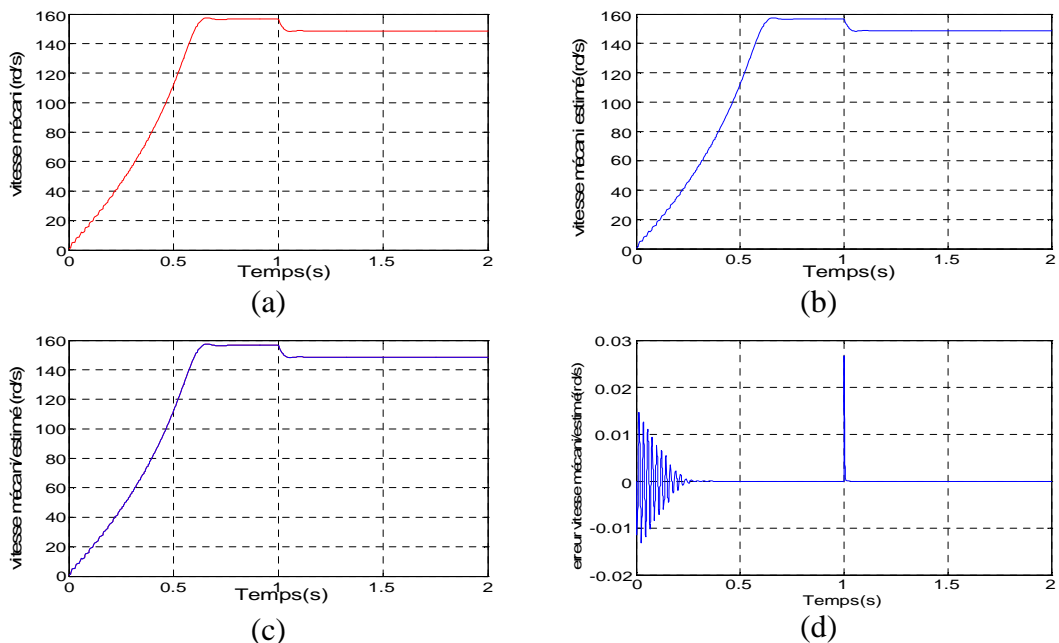 vitesse mécani (rd/s)
160
140
120
100
80
60
40
20
0
0 0.5 1 1.5 2
Temps(s)
(a)
vitesse mécani estimé (rd/s)
160
140
120
100
80
60
40
20
0
0 0.5 1 1.5 2
Temps(s)
(b)
vitesse mécani/estimé (rd/s)
160
140
120
100
80
60
40
20
0
0 0.5 1 1.5 2
Temps(s)
(c)
erreur vitesse mécani/estimé(rd/s)
0.03
0.02
0.01
0
-0.01
-0.02
0 0.5 1 1.5 2
Temps(s)
(d)